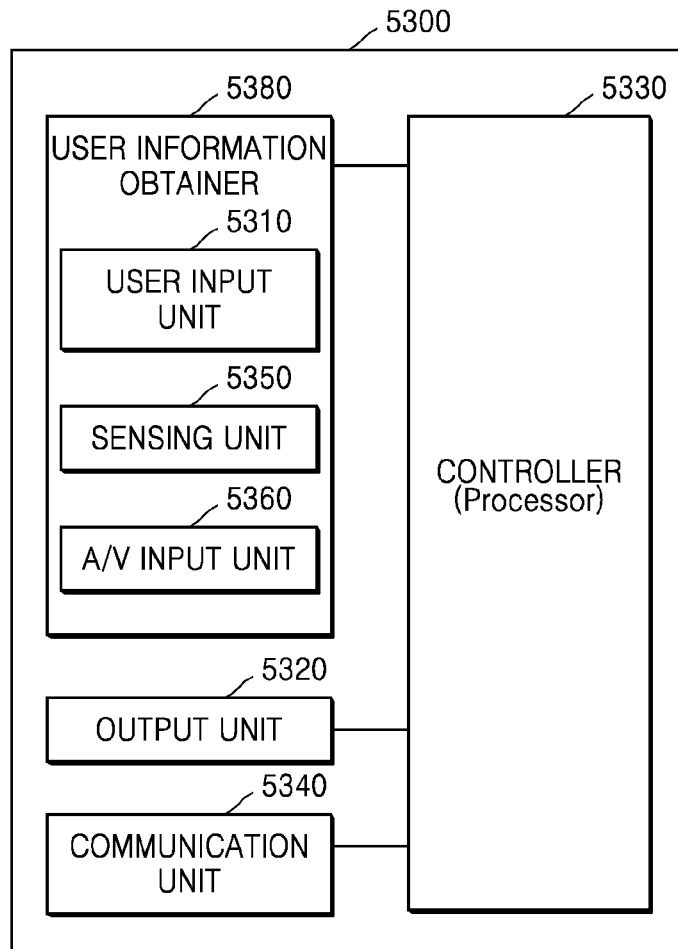 5300
5380
5330
USER INFORMATION
OBTAINER
5310
USER INPUT
UNIT
5350
SENSING UNIT
5360
A/V INPUT UNIT
CONTROLLER
(Processor)
5320
OUTPUT UNIT
5340
COMMUNICATION
UNIT